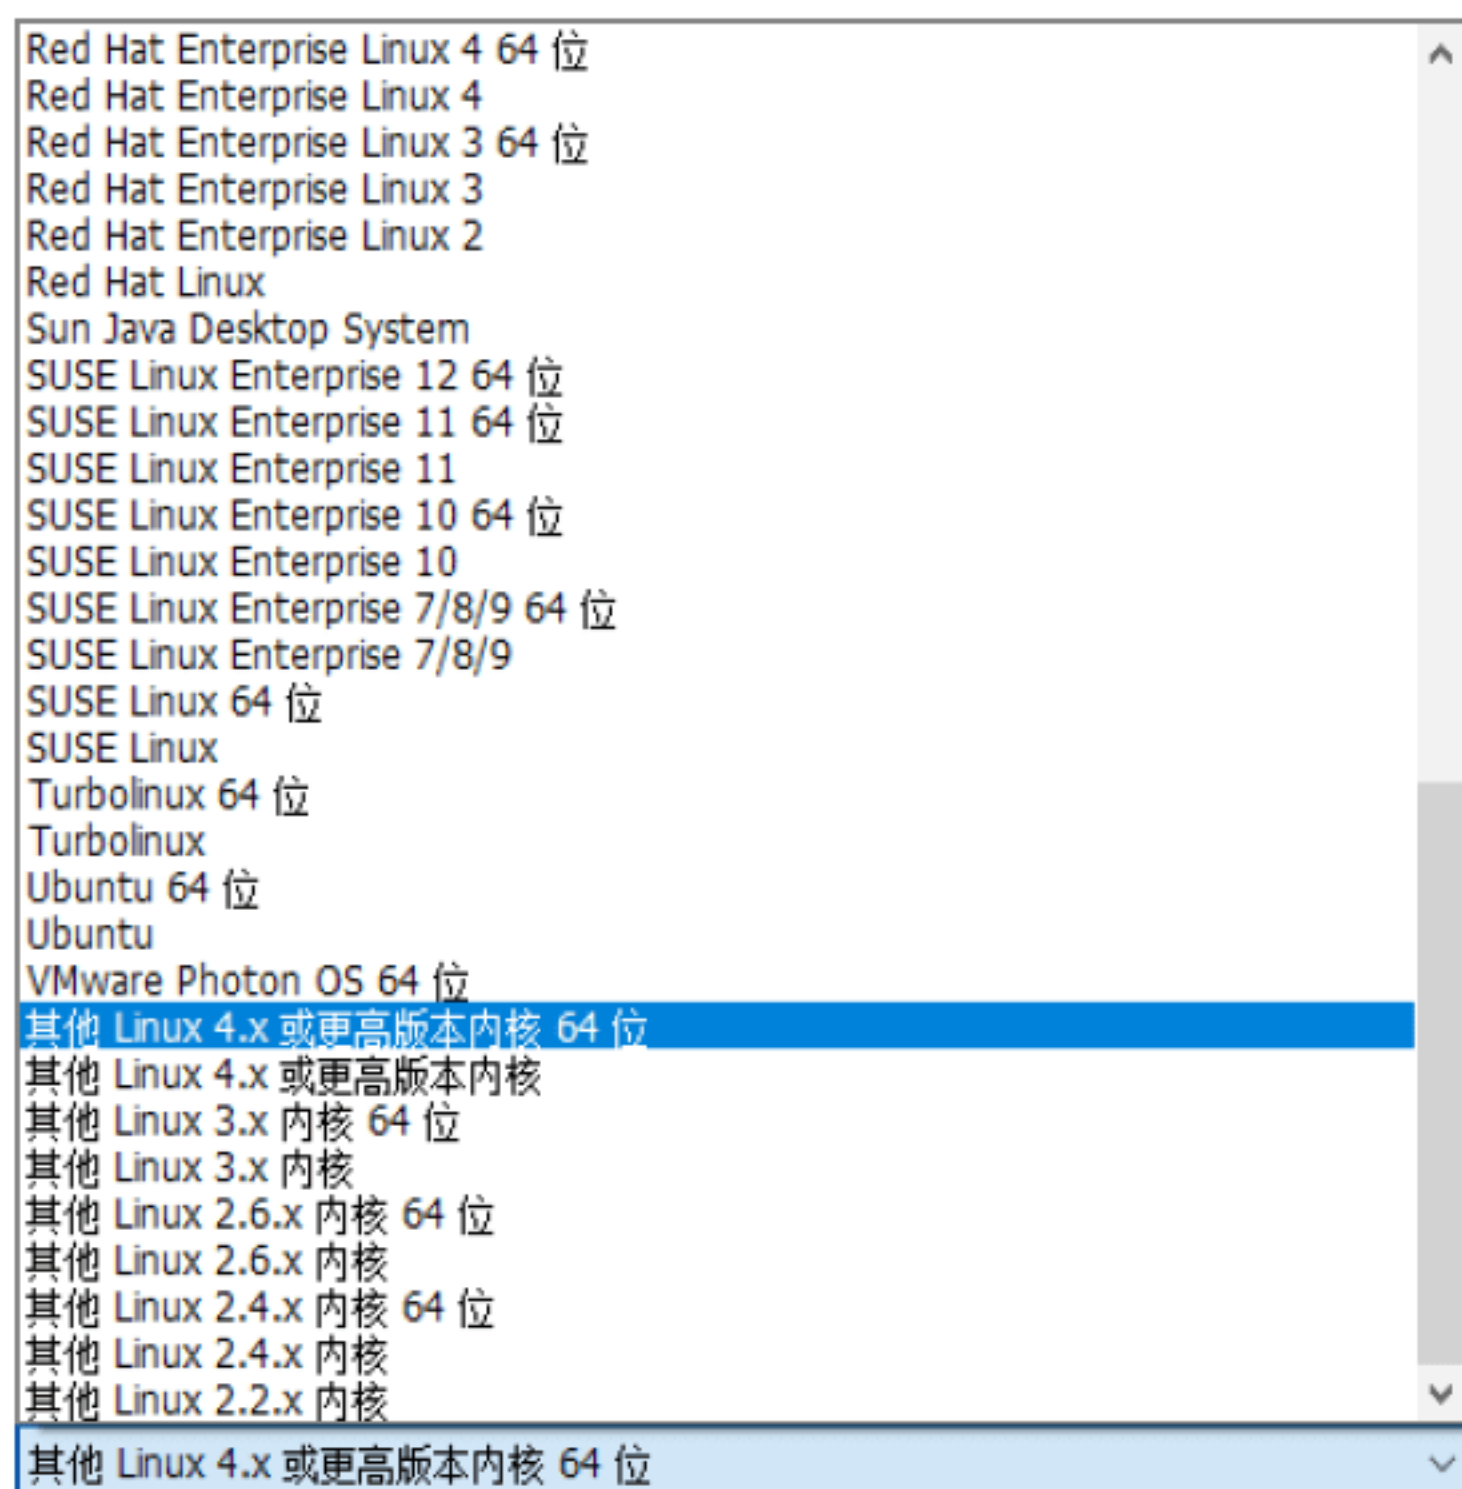 Red Hat Enterprise Linux 4 64 位
Red Hat Enterprise Linux 4
Red Hat Enterprise Linux 3 64 位
Red Hat Enterprise Linux 3
Red Hat Enterprise Linux 2
Red Hat Linux
Sun Java Desktop System
SUSE Linux Enterprise 12 64 位
SUSE Linux Enterprise 11 64 位
SUSE Linux Enterprise 11
SUSE Linux Enterprise 10 64 位
SUSE Linux Enterprise 10
SUSE Linux Enterprise 7/8/9 64 位
SUSE Linux Enterprise 7/8/9
SUSE Linux 64 位
SUSE Linux
Turbolinux 64 位
Turbolinux
Ubuntu 64 位
Ubuntu
VMware Photon OS 64 位
其他 Linux 4.x 或更高版本内核 64 位
其他 Linux 4.x 或更高版本内核
其他 Linux 3.x 内核 64 位
其他 Linux 3.x 内核
其他 Linux 2.6.x 内核 64 位
其他 Linux 2.6.x 内核
其他 Linux 2.4.x 内核 64 位
其他 Linux 2.4.x 内核
其他 Linux 2.2.x 内核
其他 Linux 4.x 或更高版本内核 64 位